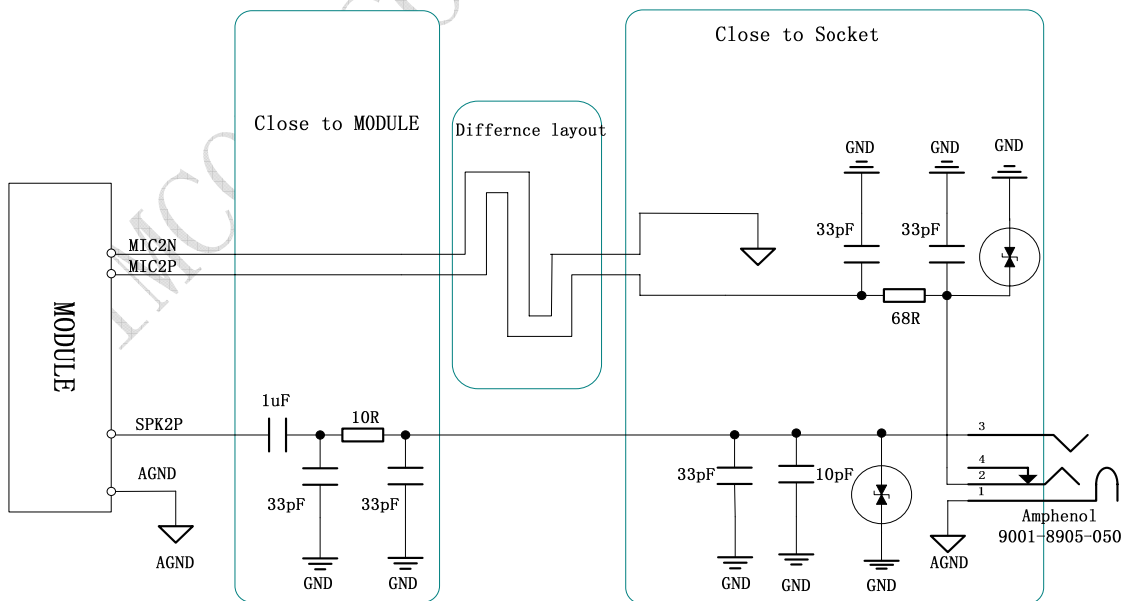 Close to Socket
Close to MODULE
Differnce layout
GND
GND
GND
33pF
33pF
MIC2N
MIC2P
68R
MODULE
1uF
10R
SPK2P
3
4
2
1
AGND
33pF
33pF
33pF
10pF
Amphenol
9001-8905-050
AGND
GND
GND
GND
GND
GND
AGND